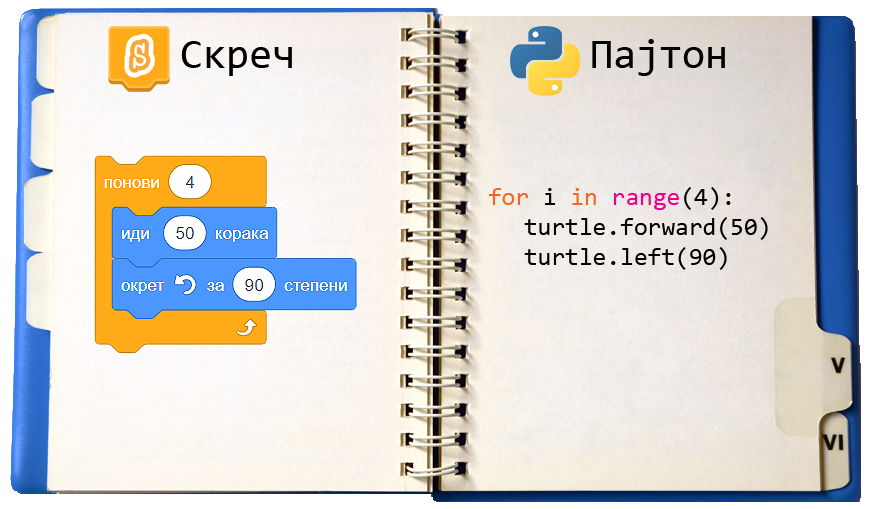 Скреч
понови 4
иди 50 корака
окрет за 90 степени
Пајтон
for i in range(4):
turtle.forward(50)
turtle.left(90)
V
VI